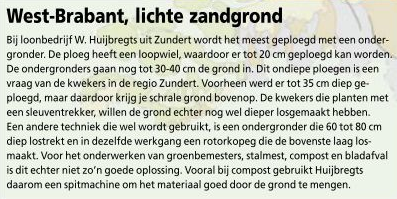 West-Brabant, lichte zandgrond
Bij loonbedrijf W. Huijbregts uit Zundert wordt het meest geploegd met een onder-
gronder. De ploeg heeft een loopwiel, waardoor er tot 20 cm geploegd kan worden.
De ondergronders gaan nog tot 30-40 cm de grond in. Dit ondiepe ploegen is een
vraag van de kwekers in de regio Zundert. Voorheen werd er tot 35 cm diep ge-
ploegd, maar daardoor krijg je schrale grond bovenop. De kwekers die planten met
een sleuventrekker, willen de grond echter nog wel dieper losgemaakt hebben.
Een andere techniek die wel wordt gebruikt, is een ondergronder die 60 tot 80 cm
diep lostrekt en in dezelfde werkgang een rotorkopeg die de bovenste laag los-
maakt. Voor het onderwerken van groenbemesters, stalmest, compost en bladafval
is dit echter niet zo'n goede oplossing. Vooral bij compost gebruikt Huijbregts
daarom een spitmachine om het materiaal goed door de grond te mengen.